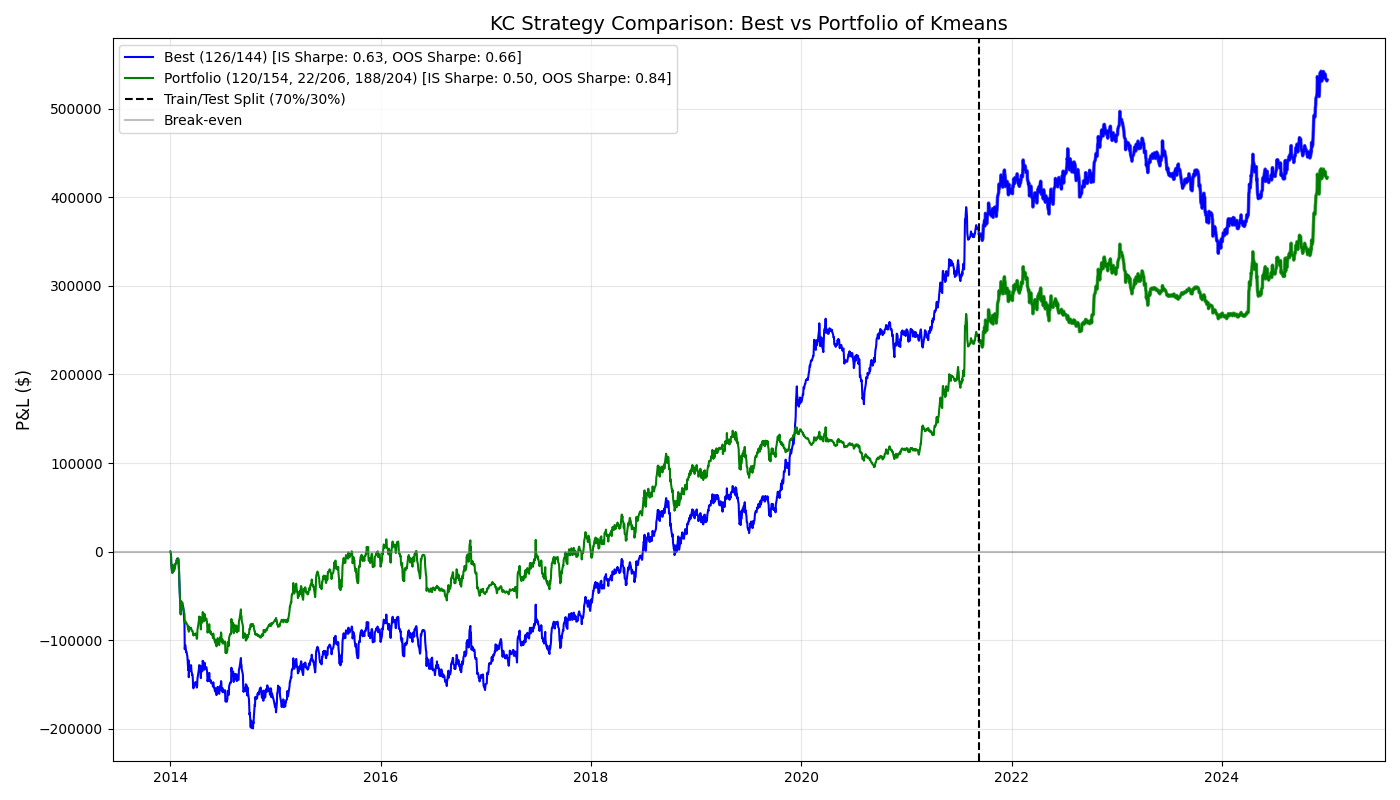 KC Strategy Comparison: Best vs Portfolio of Kmeans
Best (126/144) [IS Sharpe: 0.63, OOS Sharpe: 0.66]
Portfolio (120/154, 22/206, 188/204) [IS Sharpe: 0.50, OOS Sharpe: 0.84]
Train/Test Split (70%/30%)
Break-even
P&L ($)
500000
400000
300000
200000
100000
0
−100000
−200000
2014
2016
2018
2020
2022
2024